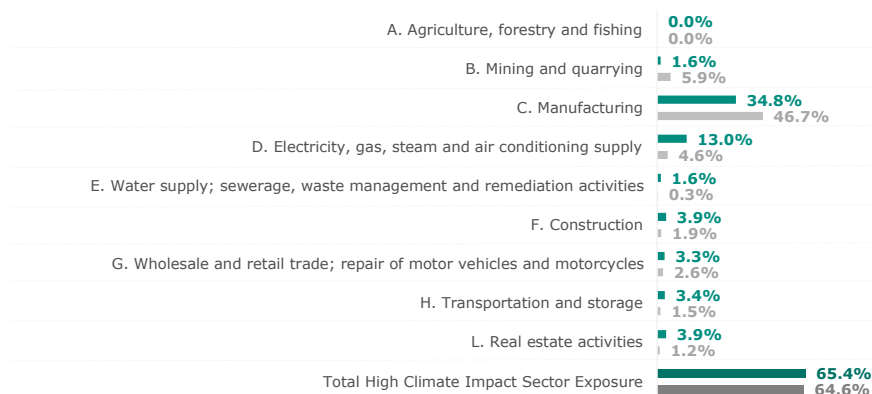 A. Agriculture, forestry and fishing 0.0%
0.0%
B. Mining and quarrying 1.6%
5.9%
C. Manufacturing 34.8%
46.7%
D. Electricity, gas, steam and air conditioning supply 13.0%
4.6%
E. Water supply; sewerage, waste management and remediation activities 1.6%
0.3%
F. Construction 3.9%
1.9%
G. Wholesale and retail trade; repair of motor vehicles and motorcycles 3.3%
2.6%
H. Transportation and storage 3.4%
1.5%
L. Real estate activities 3.9%
1.2%
Total High Climate Impact Sector Exposure 65.4%
64.6%